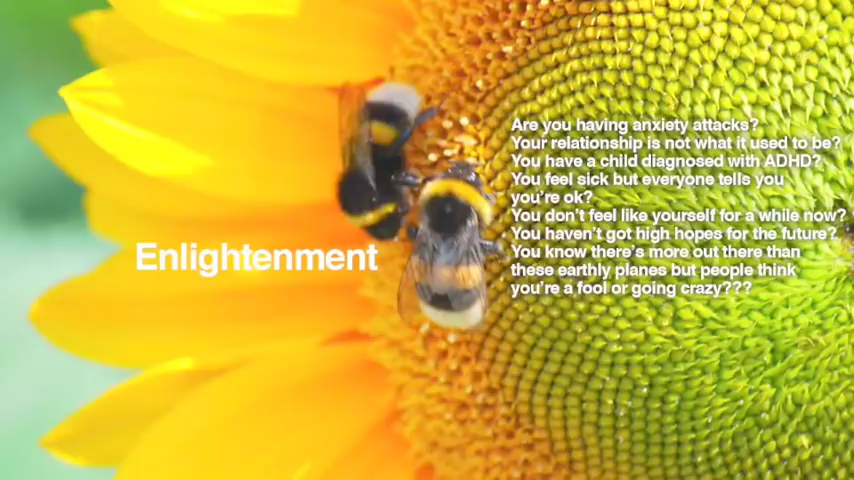 Enlightenment
Are you having anxiety attacks?
Your relationship is not what it used to be?
You have a child diagnosed with ADHD?
You feel sick but everyone tells you
you're ok?
You don't feel like yourself for a while now?
You haven't got high hopes for the future?
You know there's more out there than
these earthly planes but people think
you're a fool or going crazy???